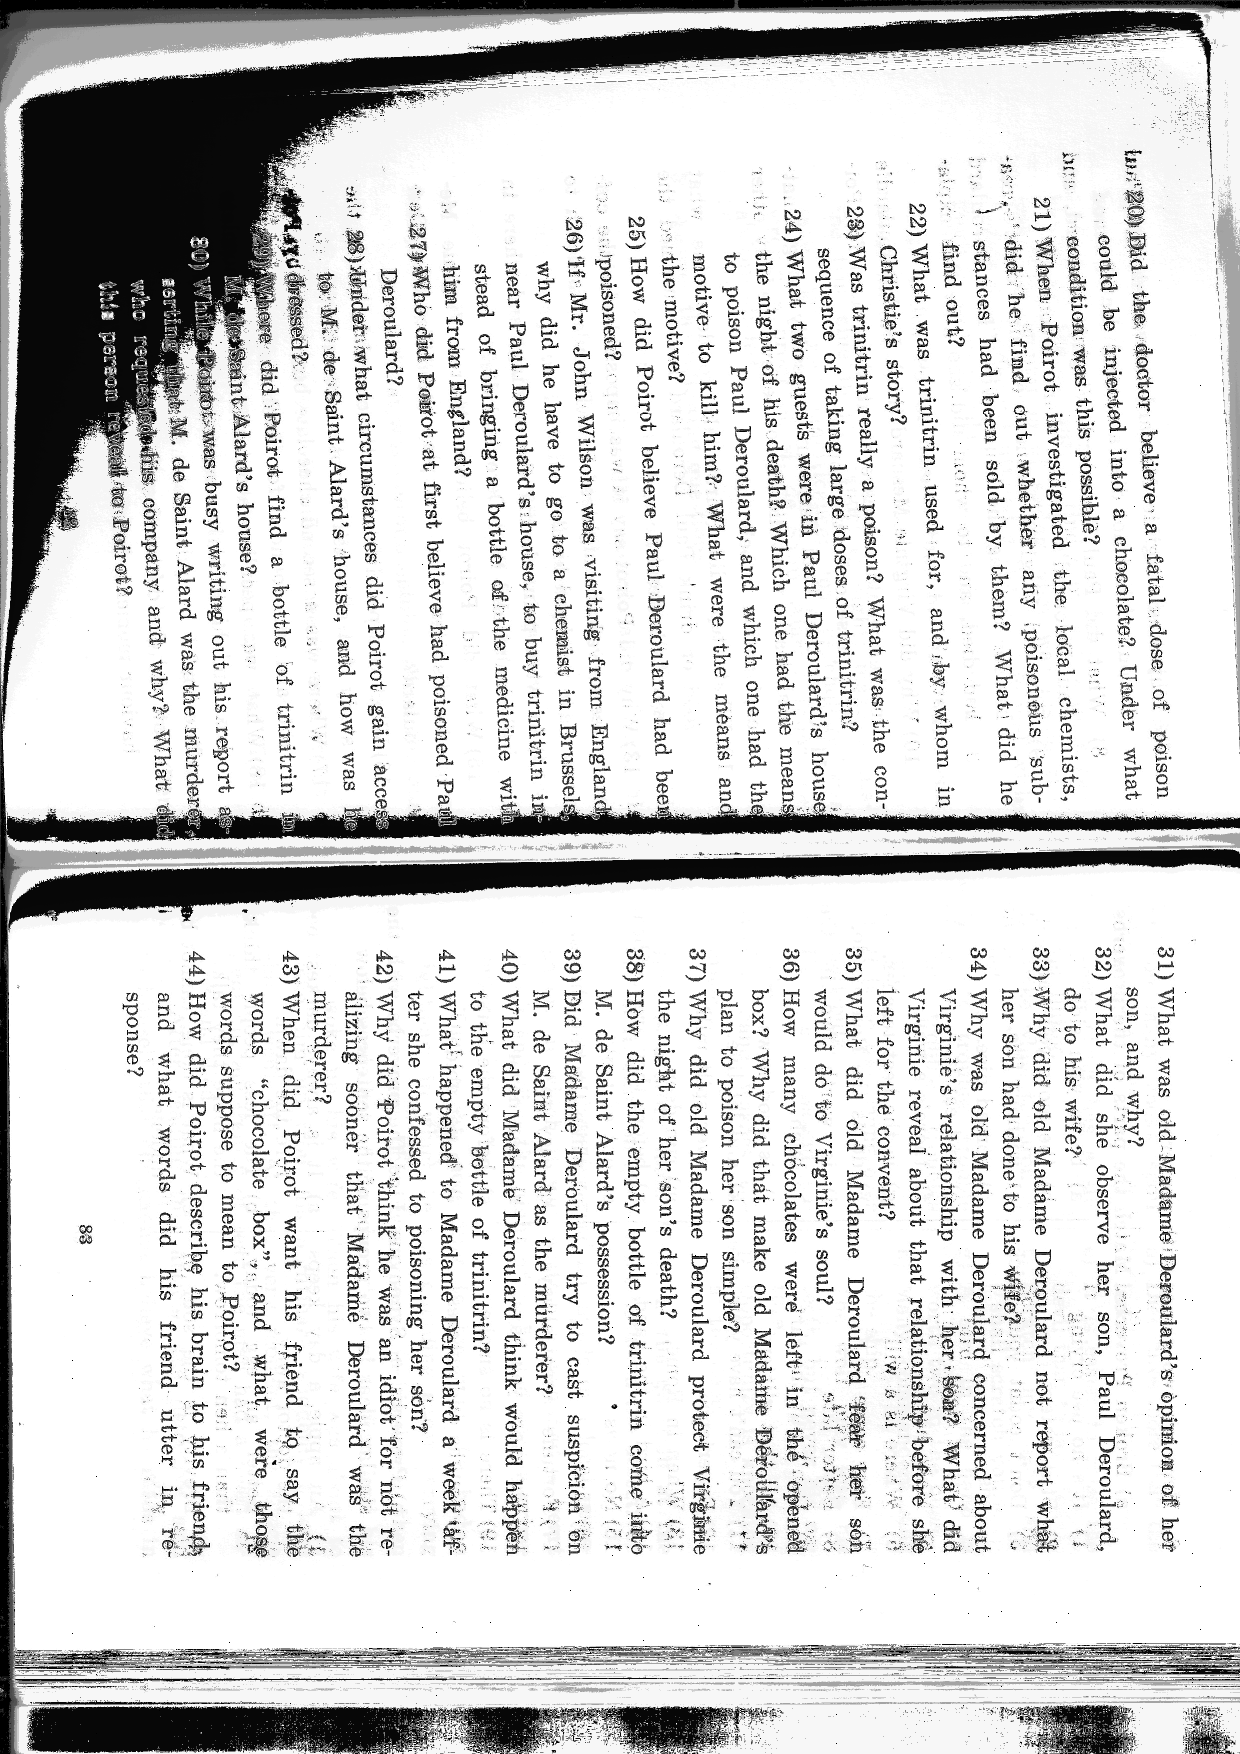 20) Did the doctor believe a fatal dose of poison
could be injected into a chocolate? Under what
condition was this possible?
21) When Poirot investigated the local chemists,
did he find out whether any poisonous sub-
stances had been sold by them? What did he
find out?
22) What was trinitrin used for, and by whom in
Christie's story?
23) Was trinitrin really a poison? What was the con-
sequence of taking large doses of trinitrin?
24) What two guests were in Paul Deroulard's house
the night of his death? Which one had the means
to poison Paul Deroulard, and which one had the
motive to kill him? What were the means and
the motive?
25) How did Poirot believe Paul Deroulard had been
poisoned?
26) If Mr. John Wilson was visiting from England,
why did he have to go to a chemist in Brussels,
near Paul Deroulard's house, to buy trinitrin in-
stead of bringing a bottle of the medicine with
him from England?
27) Who did Poirot at first believe had poisoned Paul
Deroulard?
28) Under what circumstances did Poirot gain access
to M. de Saint Alard's house, and how was he
dressed?
29) Where did Poirot find a bottle of trinitrin in
M. de Saint Alard's house?
30) While Poirot was busy writing out his report as-
serting that M. de Saint Alard was the murderer,
who requested his company and why? What did
this person reveal to Poirot?
31) What was old Madame Deroulard's opinion of her
son, and why?
32) What did she observe her son, Paul Deroulard,
do to his wife?
33) Why did old Madame Deroulard not report what
her son had done to his wife?
34) Why was old Madame Deroulard concerned about
Virginie's relationship with her son? What did
Virginie reveal about that relationship before she
left for the convent?
35) What did old Madame Deroulard fear her son
would do to Virginie's soul?
36) How many chocolates were left in the opened
box? Why did that make old Madame Deroulard's
plan to poison her son simple?
37) Why did old Madame Deroulard protect Virginie
the night of her son's death?
38) How did the empty bottle of trinitrin come into
M. de Saint Alard's possession?
39) Did Madame Deroulard try to cast suspicion on
M. de Saint Alard as the murderer?
40) What did Madame Deroulard think would happen
to the empty bottle of trinitrin?
41) What happened to Madame Deroulard a week af-
ter she confessed to poisoning her son?
42) Why did Poirot think he was an idiot for not re-
alizing sooner that Madame Deroulard was the
murderer?
43) When did Poirot want his friend to say the
words "chocolate box", and what were those
words suppose to mean to Poirot?
44) How did Poirot describe his brain to his friend,
and what words did his friend utter in re-
sponse?
83